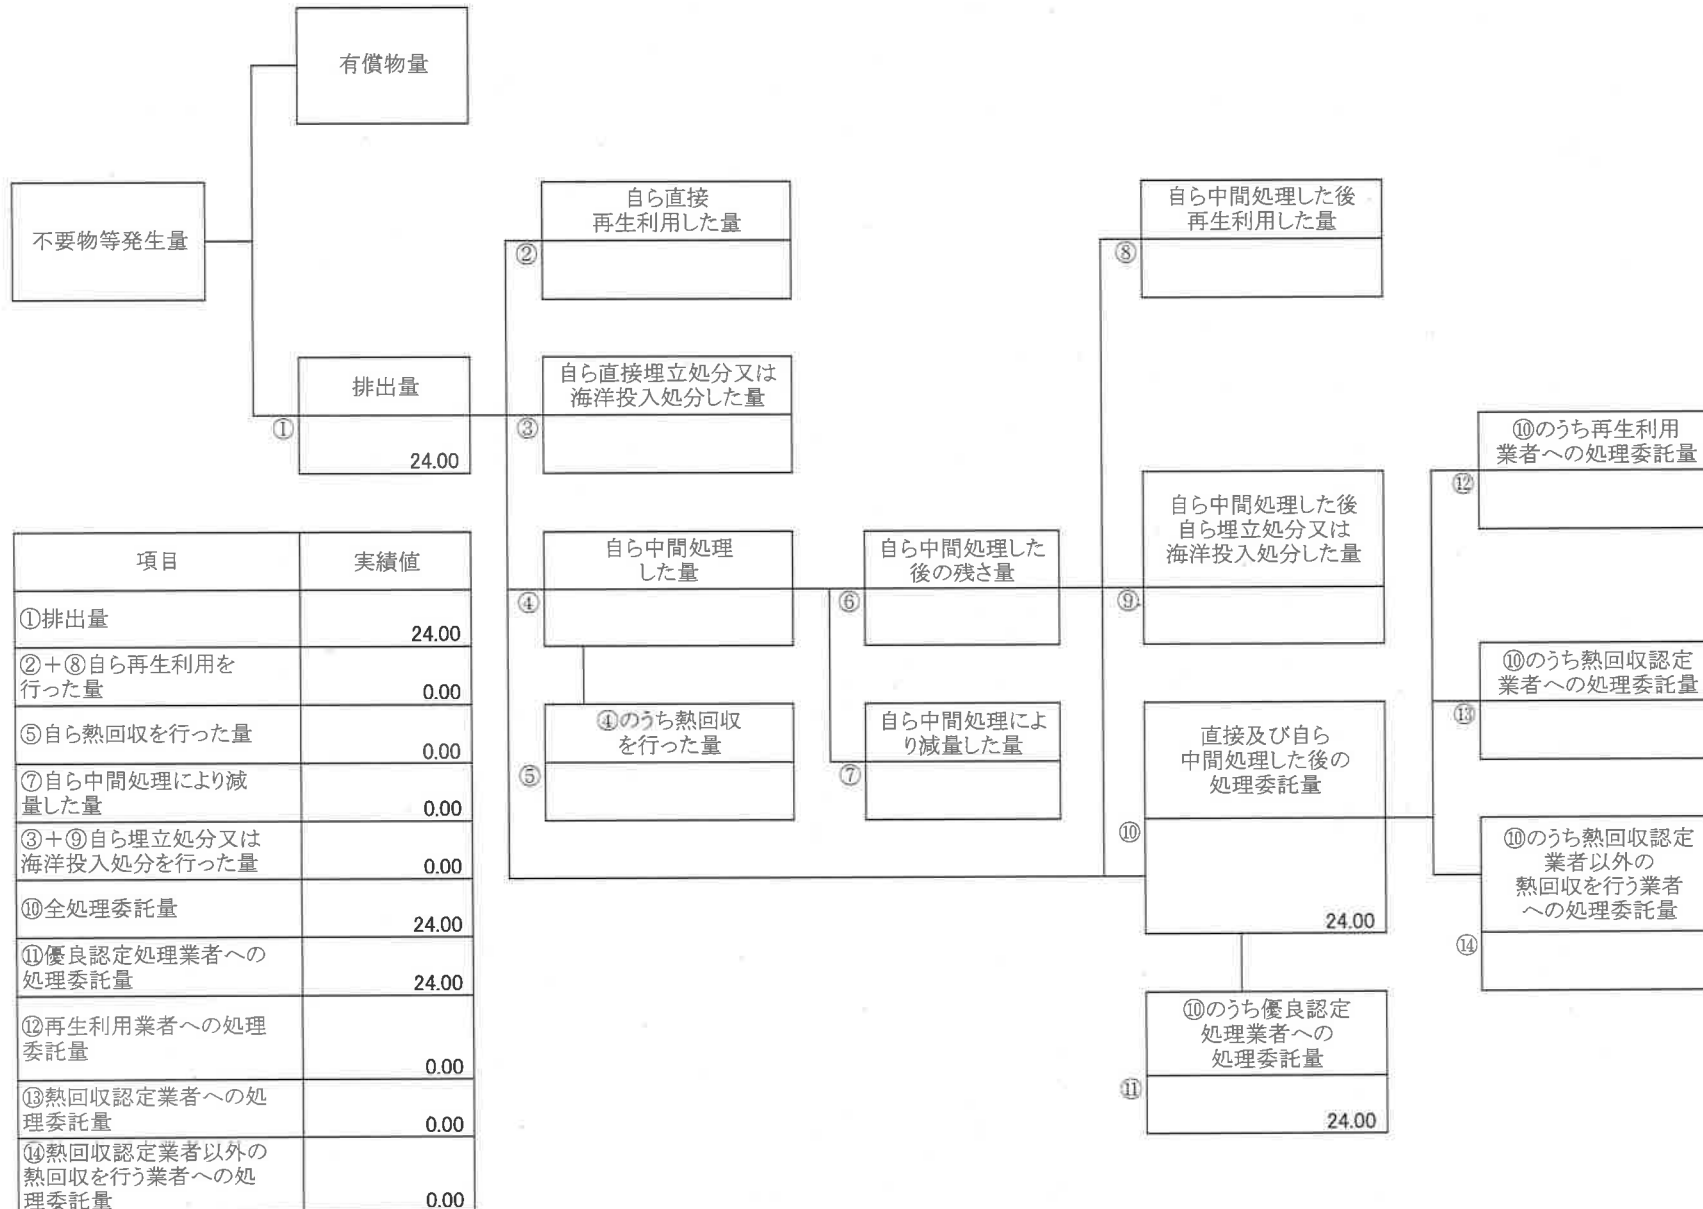 有償物量
不要物等発生量
排出量
①
24.00
自ら直接
再生利用した量
②
自ら直接埋立処分又は
海洋投入処分した量
③
自ら中間処理
した量
④
④のうち熱回収
を行った量
⑤
自ら中間処理した
後の残さ量
⑥
自ら中間処理によ
り減量した量
⑦
自ら中間処理した後
再生利用した量
⑧
自ら中間処理した後
自ら埋立処分又は
海洋投入処分した量
⑨
直接及び自ら
中間処理した後の
処理委託量
⑩
24.00
⑩のうち優良認定
処理業者への
処理委託量
⑪
24.00
⑩のうち再生利用
業者への処理委託量
⑫
⑩のうち熱回収認定
業者への処理委託量
⑬
⑩のうち熱回収認定
業者以外の
熱回収を行う業者
への処理委託量
⑭
項目 実績値
①排出量
24.00
②+⑧自ら再生利用を
行った量 0.00
⑤自ら熱回収を行った量
0.00
⑦自ら中間処理により減
量した量 0.00
③+⑨自ら埋立処分又は
海洋投入処分を行った量 0.00
⑩全処理委託量
24.00
⑪優良認定処理業者への
処理委託量 24.00
⑫再生利用業者への処理
委託量
0.00
⑬熱回収認定業者への処
理委託量 0.00
⑭熱回収認定業者以外の
熱回収を行う業者への処
理委託量 0.00